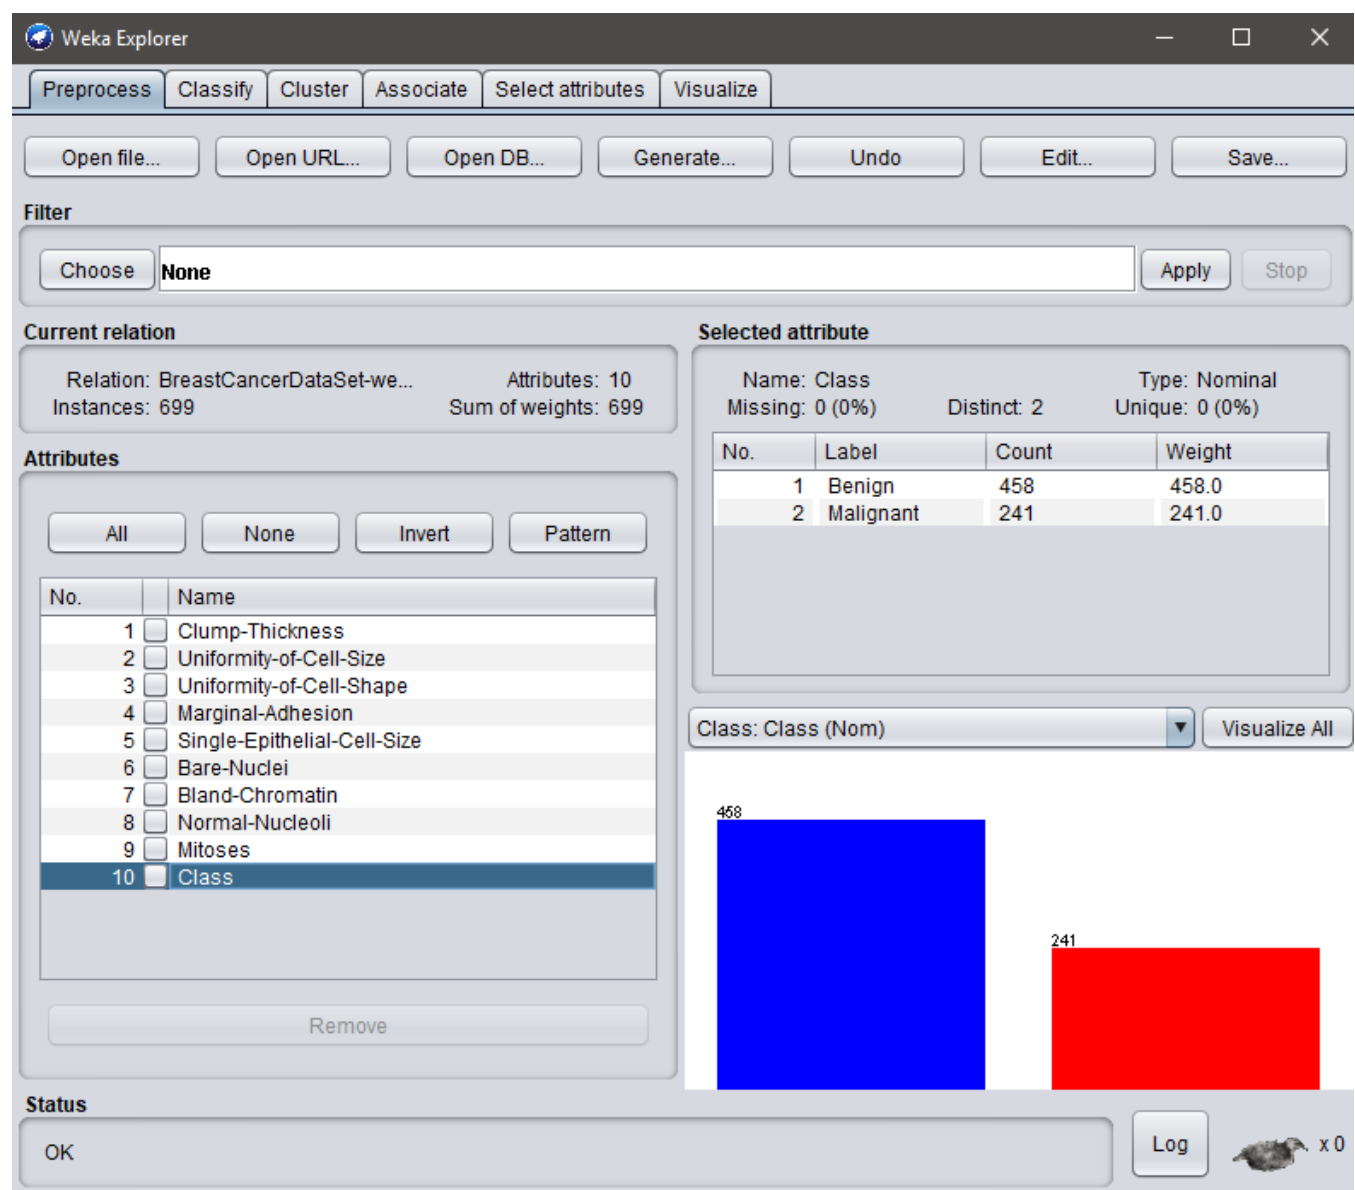 Weka Explorer
Preprocess Classify Cluster Associate Select attributes Visualize
Open file... Open URL... Open DB... Generate... Undo Edit... Save...
Filter
Choose None Apply Stop
Current relation
Relation: BreastCancerDataSet-we... Attributes: 10
Instances: 699 Sum of weights: 699
Attributes
All None Invert Pattern
No. Name
1 Clump-Thickness
2 Uniformity-of-Cell-Size
3 Uniformity-of-Cell-Shape
4 Marginal-Adhesion
5 Single-Epithelial-Cell-Size
6 Bare-Nuclei
7 Bland-Chromatin
8 Normal-Nucleoli
9 Mitoses
10 Class
Remove
Selected attribute
Name: Class Type: Nominal
Missing: 0 (0%) Distinct: 2 Unique: 0 (0%)
No. Label Count Weight
1 Benign 458 458.0
2 Malignant 241 241.0
Class: Class (Nom) Visualize All
458
241
Status
OK
Log x 0